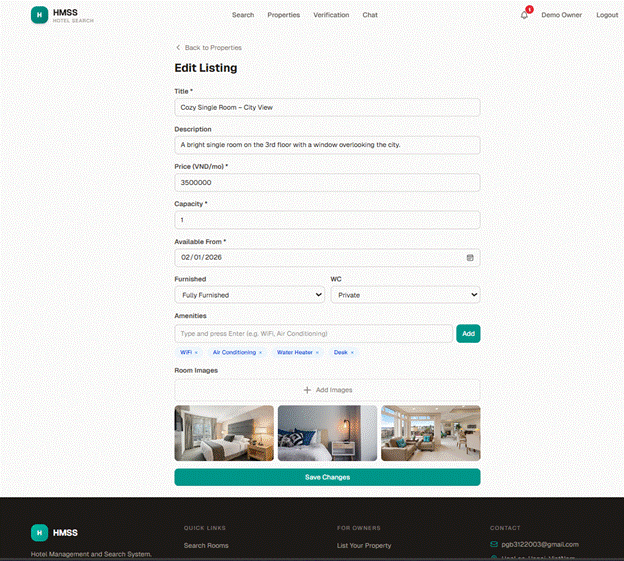 H HMSS
HOTEL SEARCH
Search Properties Verification Chat
1 Demo Owner Logout
Back to Properties
Edit Listing
Title *
Cozy Single Room – City View
Description
A bright single room on the 3rd floor with a window overlooking the city.
Price (VND/mo) *
3500000
Capacity *
1
Available From *
02/01/2026
Furnished WC
Fully Furnished Private
Amenities
Type and press Enter (e.g. WiFi, Air Conditioning) Add
WiFi × Air Conditioning × Water Heater × Desk ×
Room Images
+ Add Images
Save Changes
H HMSS QUICK LINKS FOR OWNERS CONTACT
Search Rooms List Your Property pgb3122003@gmail.com
Hotel Management and Search System.